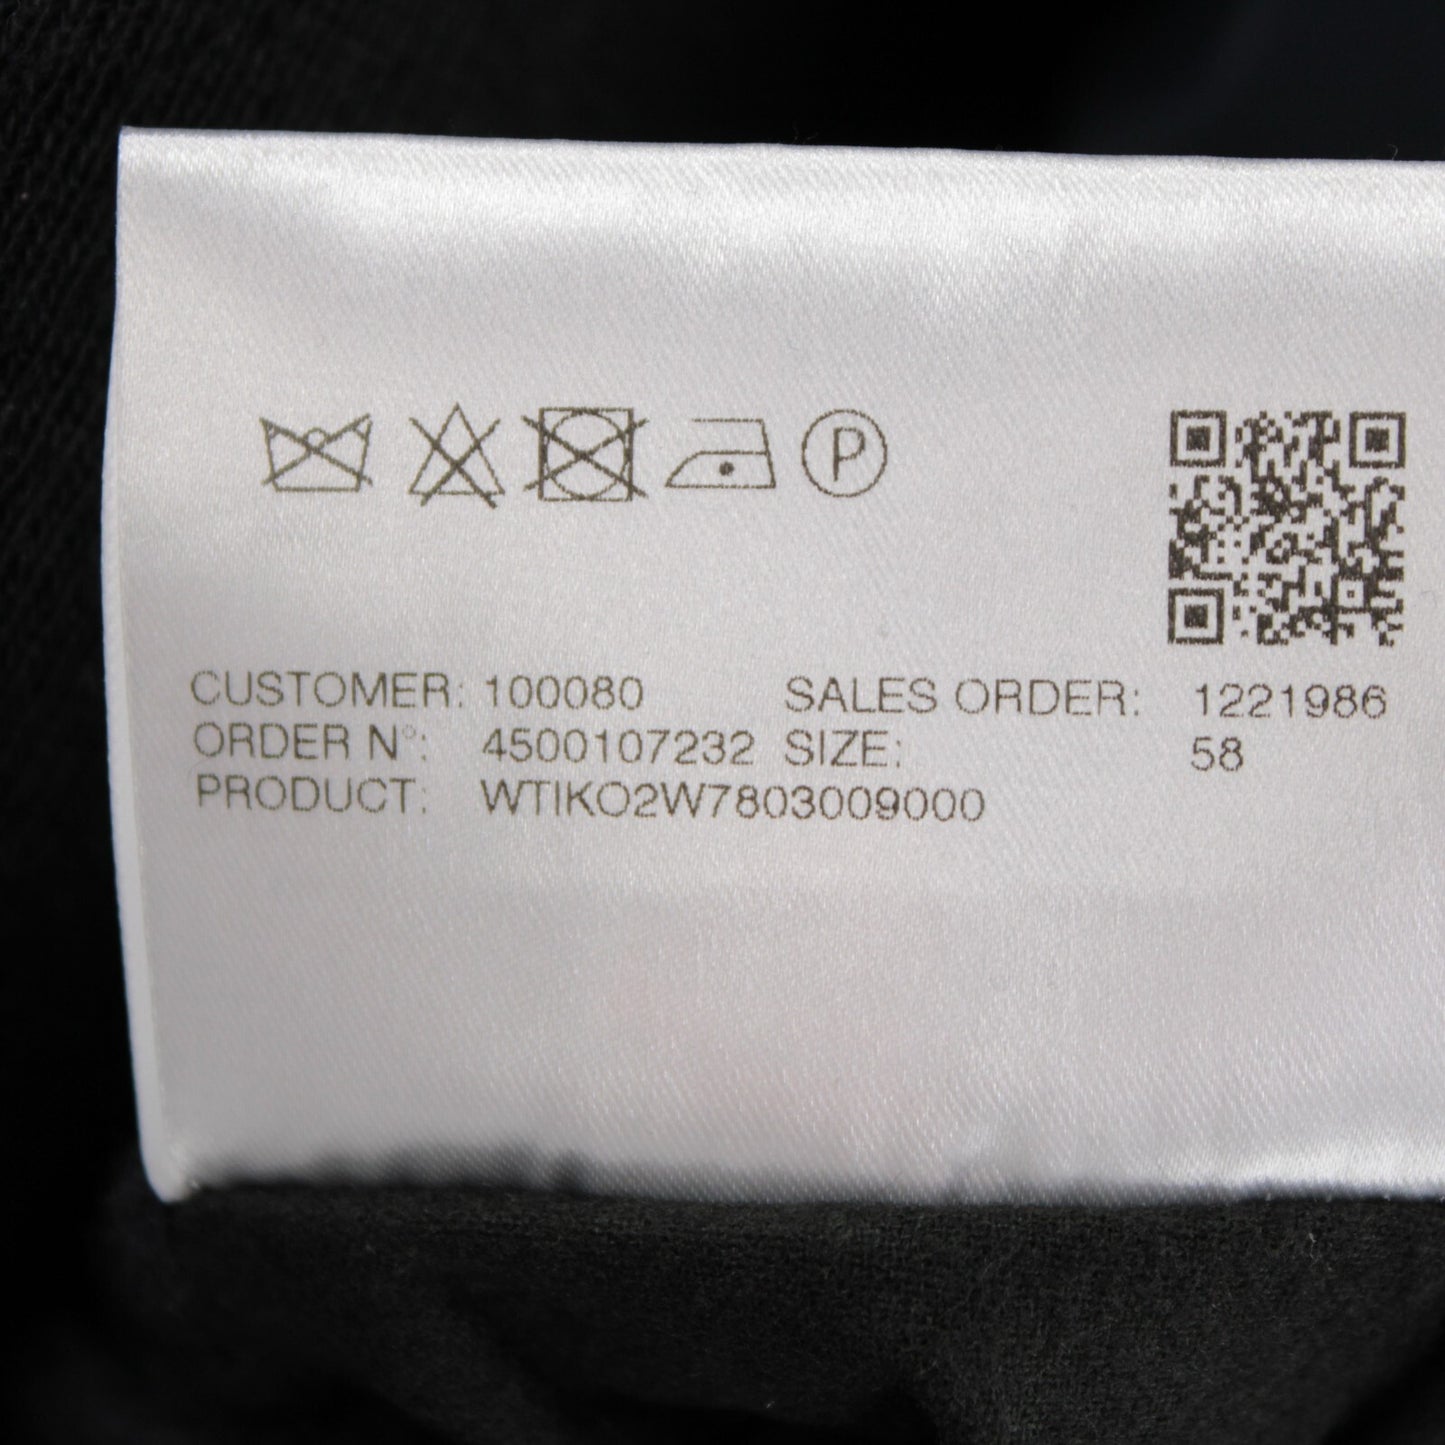 P
CUSTOMER: 100080 SALES ORDER: 1221986
ORDER N°: 4500107232 SIZE: 58
PRODUCT: WTIKO2W7803009000